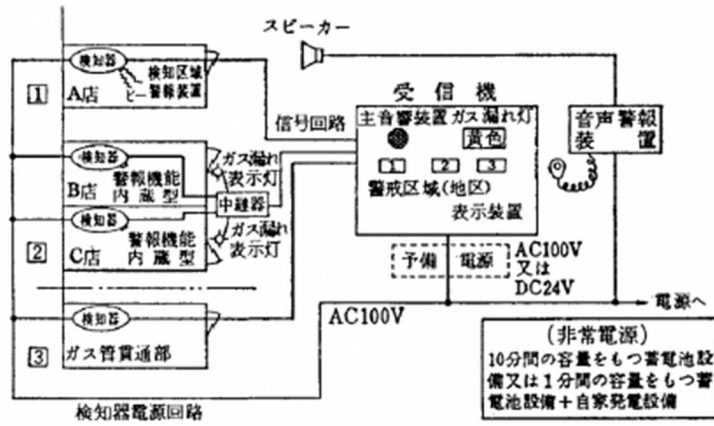 スピーカー
検知器
検知区域
警報装置
ピー
1
A店
信号回路
受信機
主音響装置 ガス漏れ灯
黄色
1 2 3
警戒区域(地区)
表示装置
音声警報
装置
検知器
ガス漏れ
表示灯
B店
警報機能
内蔵型
中継器
検知器
ガス漏れ
表示灯
2
C店
警報機能
内蔵型
予備電源
AC100V
又は
DC24V
電源へ
AC100V
検知器
3
ガス管貫通部
検知器電源回路
(非常電源)
10分間の容量をもつ蓄電池設
備又は1分間の容量をもつ蓄
電池設備+自家発電設備